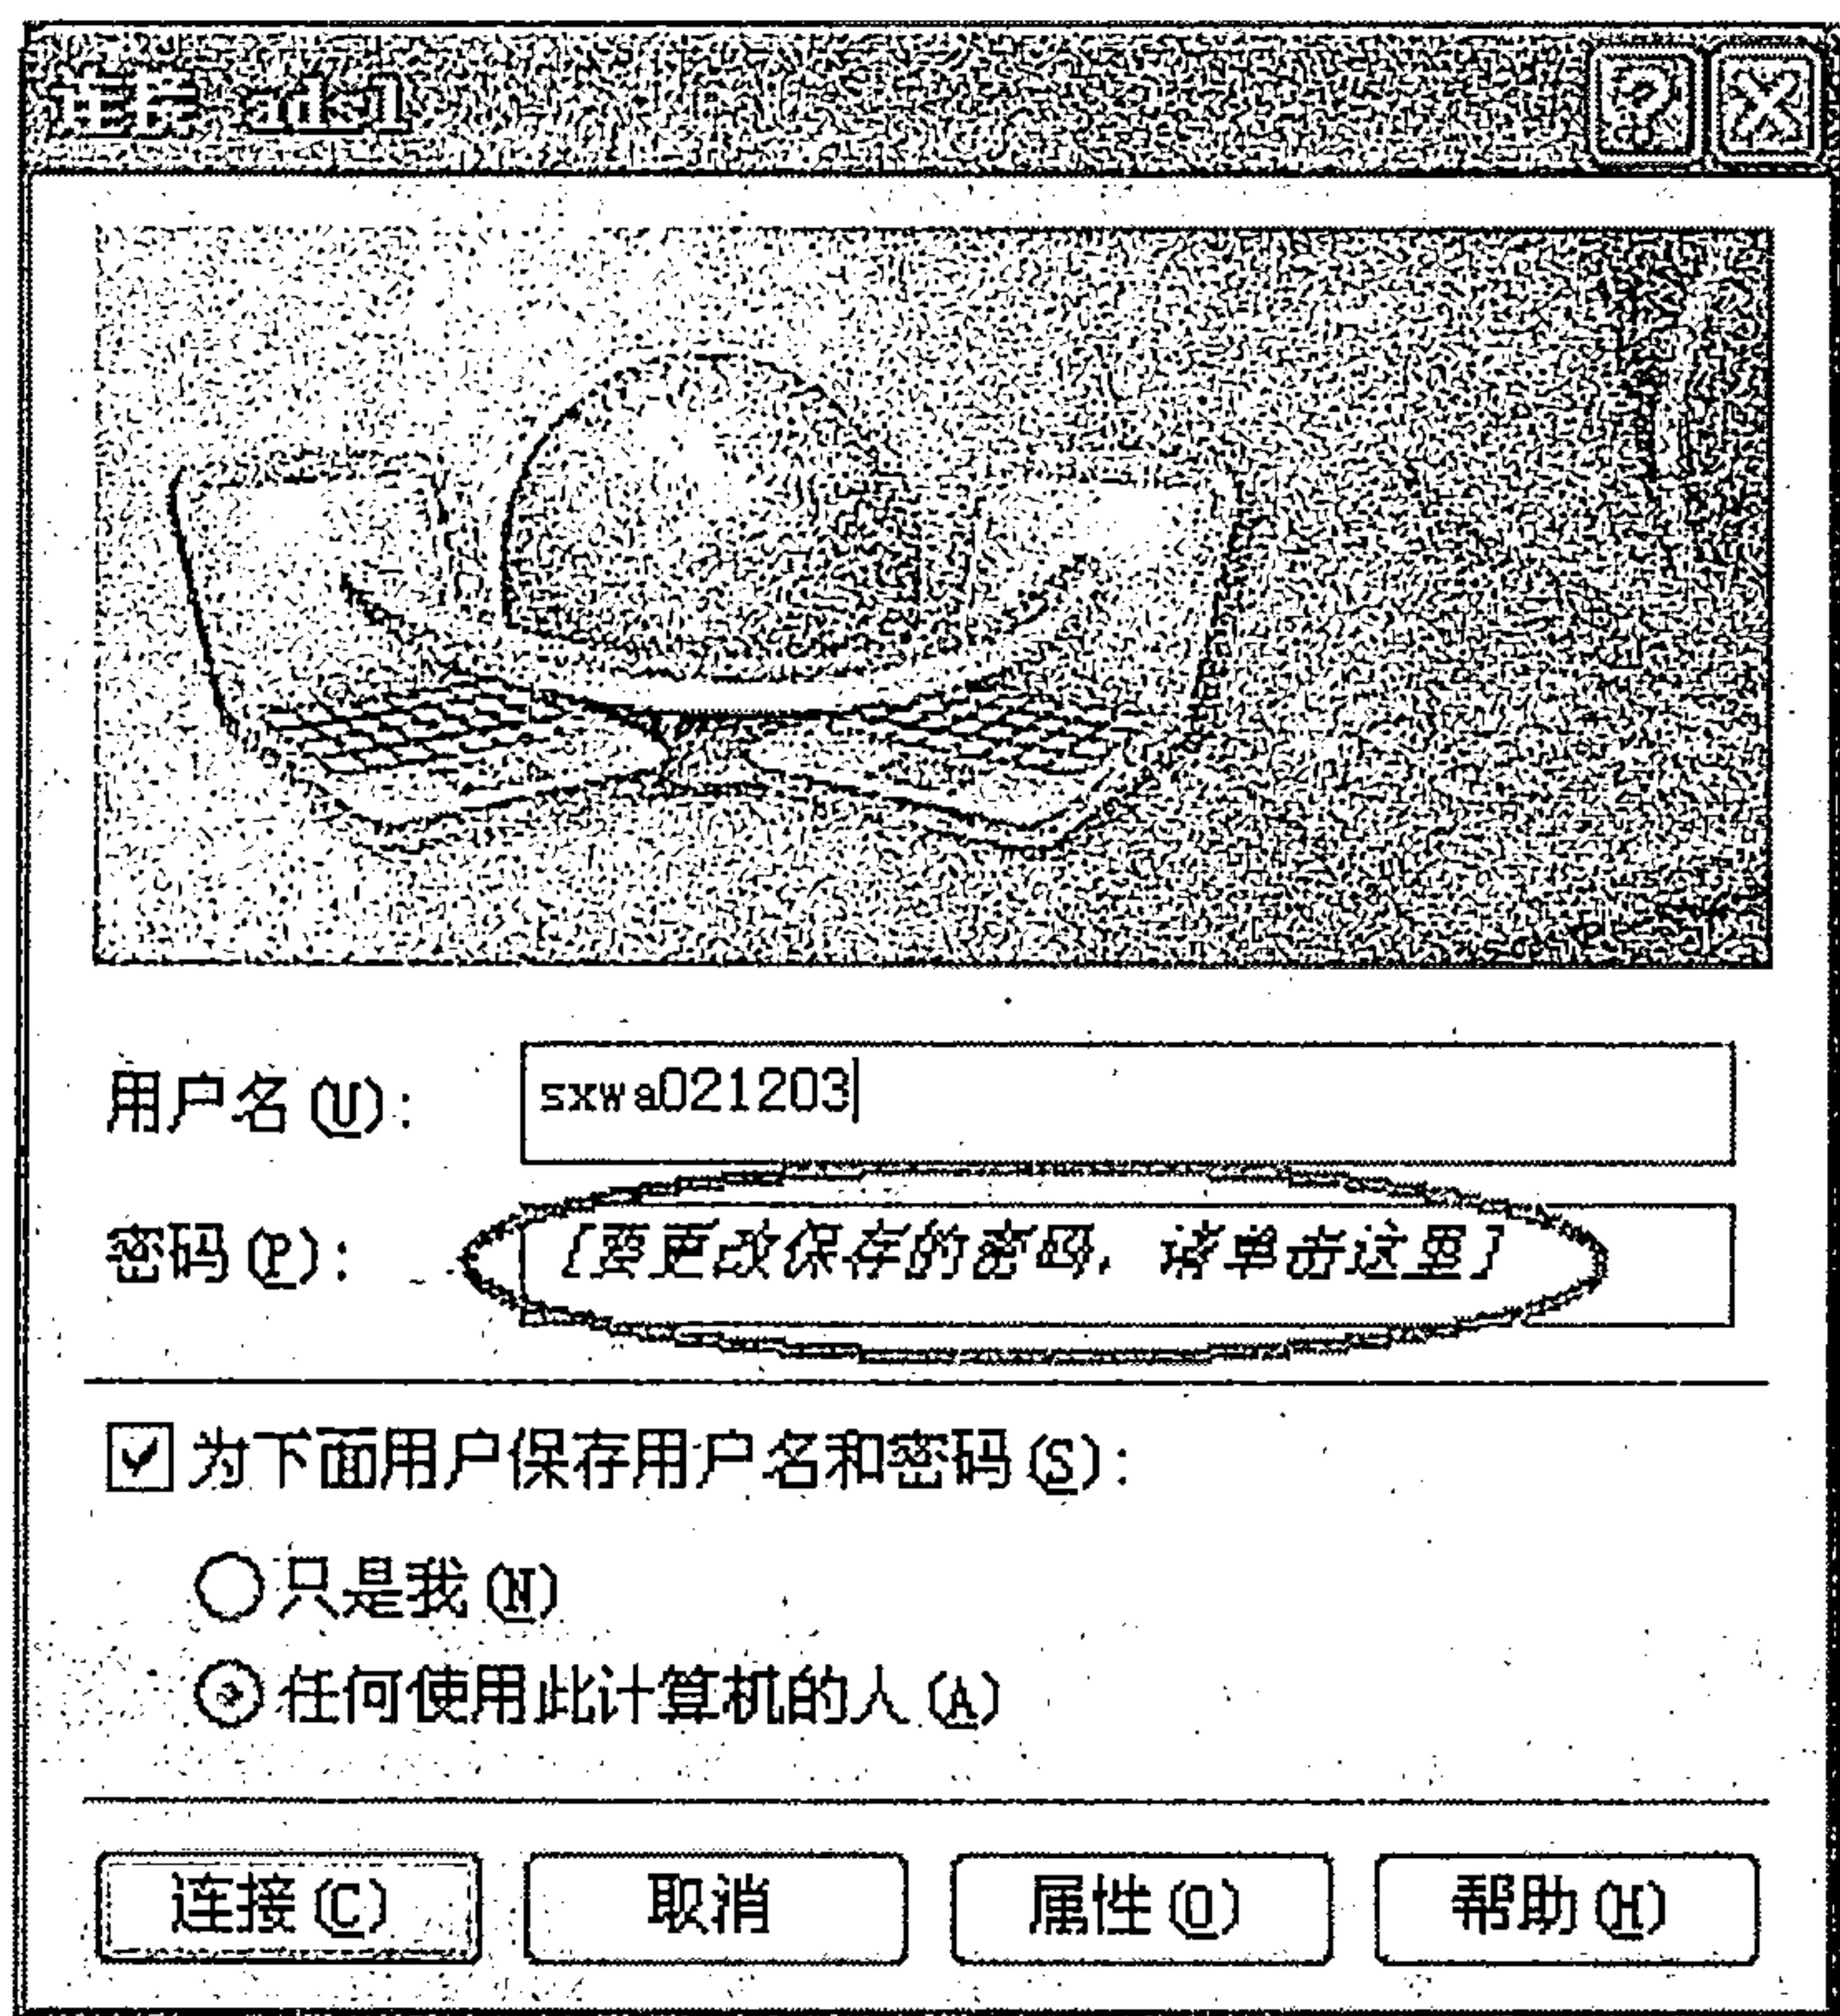 连接 adsl
用户名(U):
sxwa021203
密码(P):
[要更改保存的密码，请单击这里]
为下面用户保存用户名和密码(S):
只是我(N)
任何使用此计算机的人(A)
连接(C) 取消 属性(O) 帮助(H)